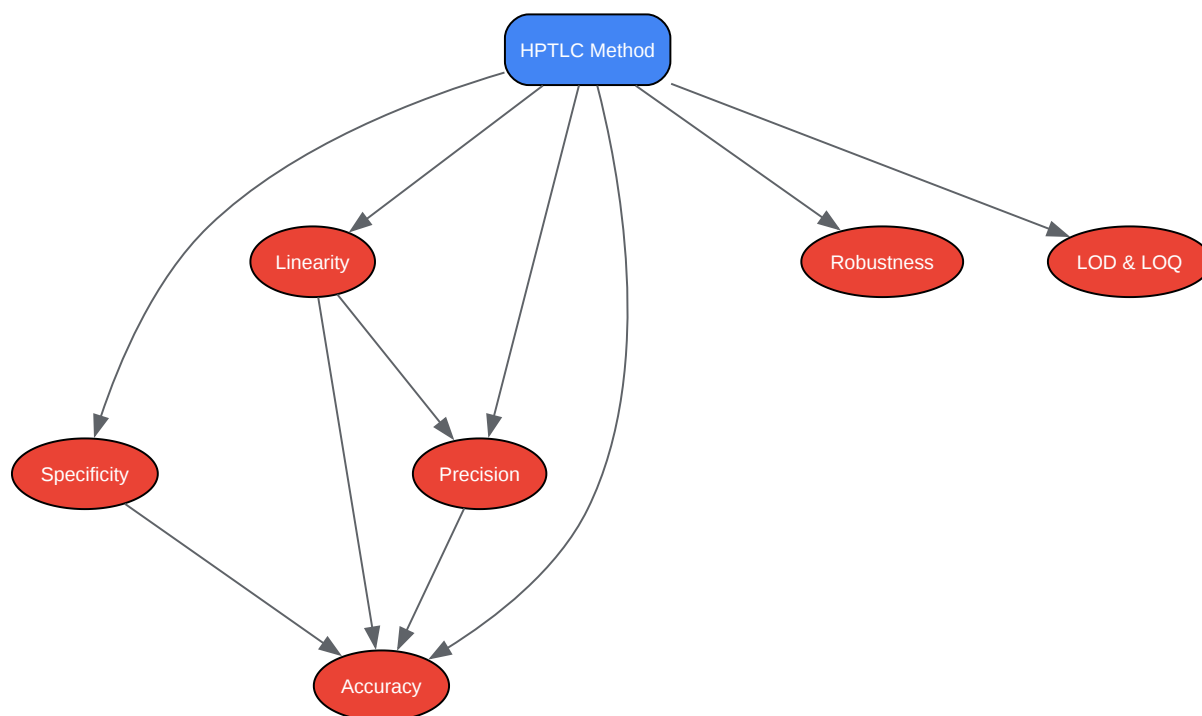 HPTLC Method
Linearity
Robustness
LOD & LOQ
Specificity
Precision
Accuracy